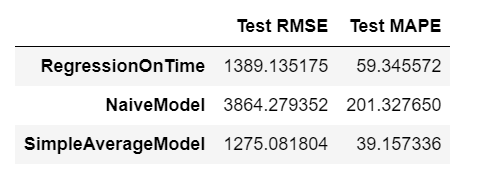 Test RMSE Test MAPE
RegressionOnTime 1389.135175 59.345572
NaiveModel 3864.279352 201.327650
SimpleAverageModel 1275.081804 39.157336